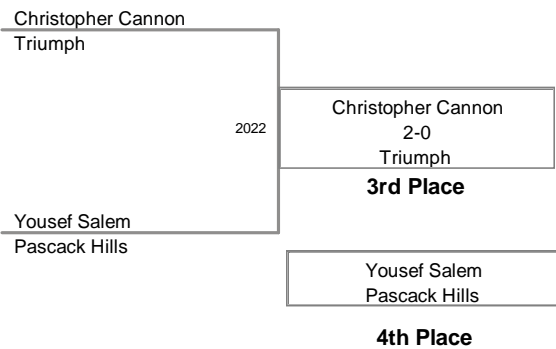 Christopher Cannon
Triumph
2022
Christopher Cannon
2-0
Triumph
3rd Place
Yousef Salem
Pascack Hills
Yousef Salem
Pascack Hills
4th Place